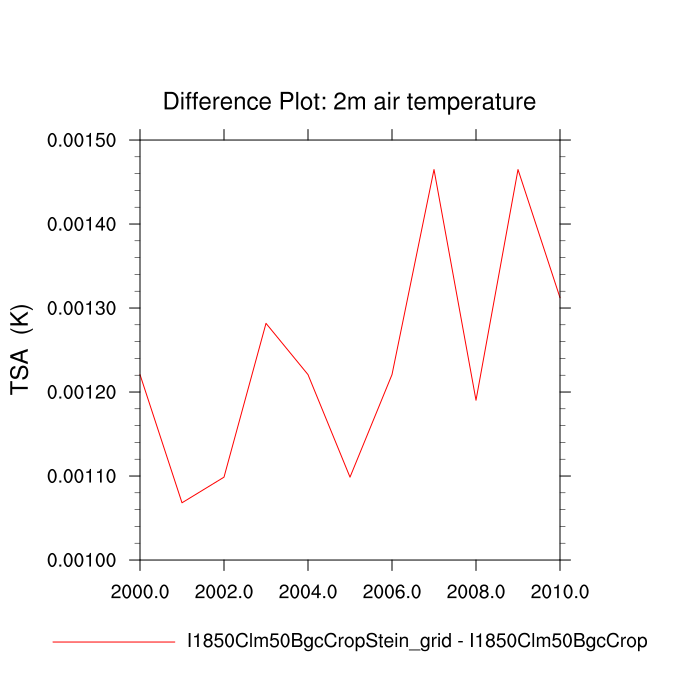 Difference Plot: 2m air temperature
0.00150
0.00140
0.00130
0.00120
0.00110
0.00100
TSA (K)
2000.0 2002.0 2004.0 2006.0 2008.0 2010.0
I1850Clm50BgcCropStein_grid - I1850Clm50BgcCrop